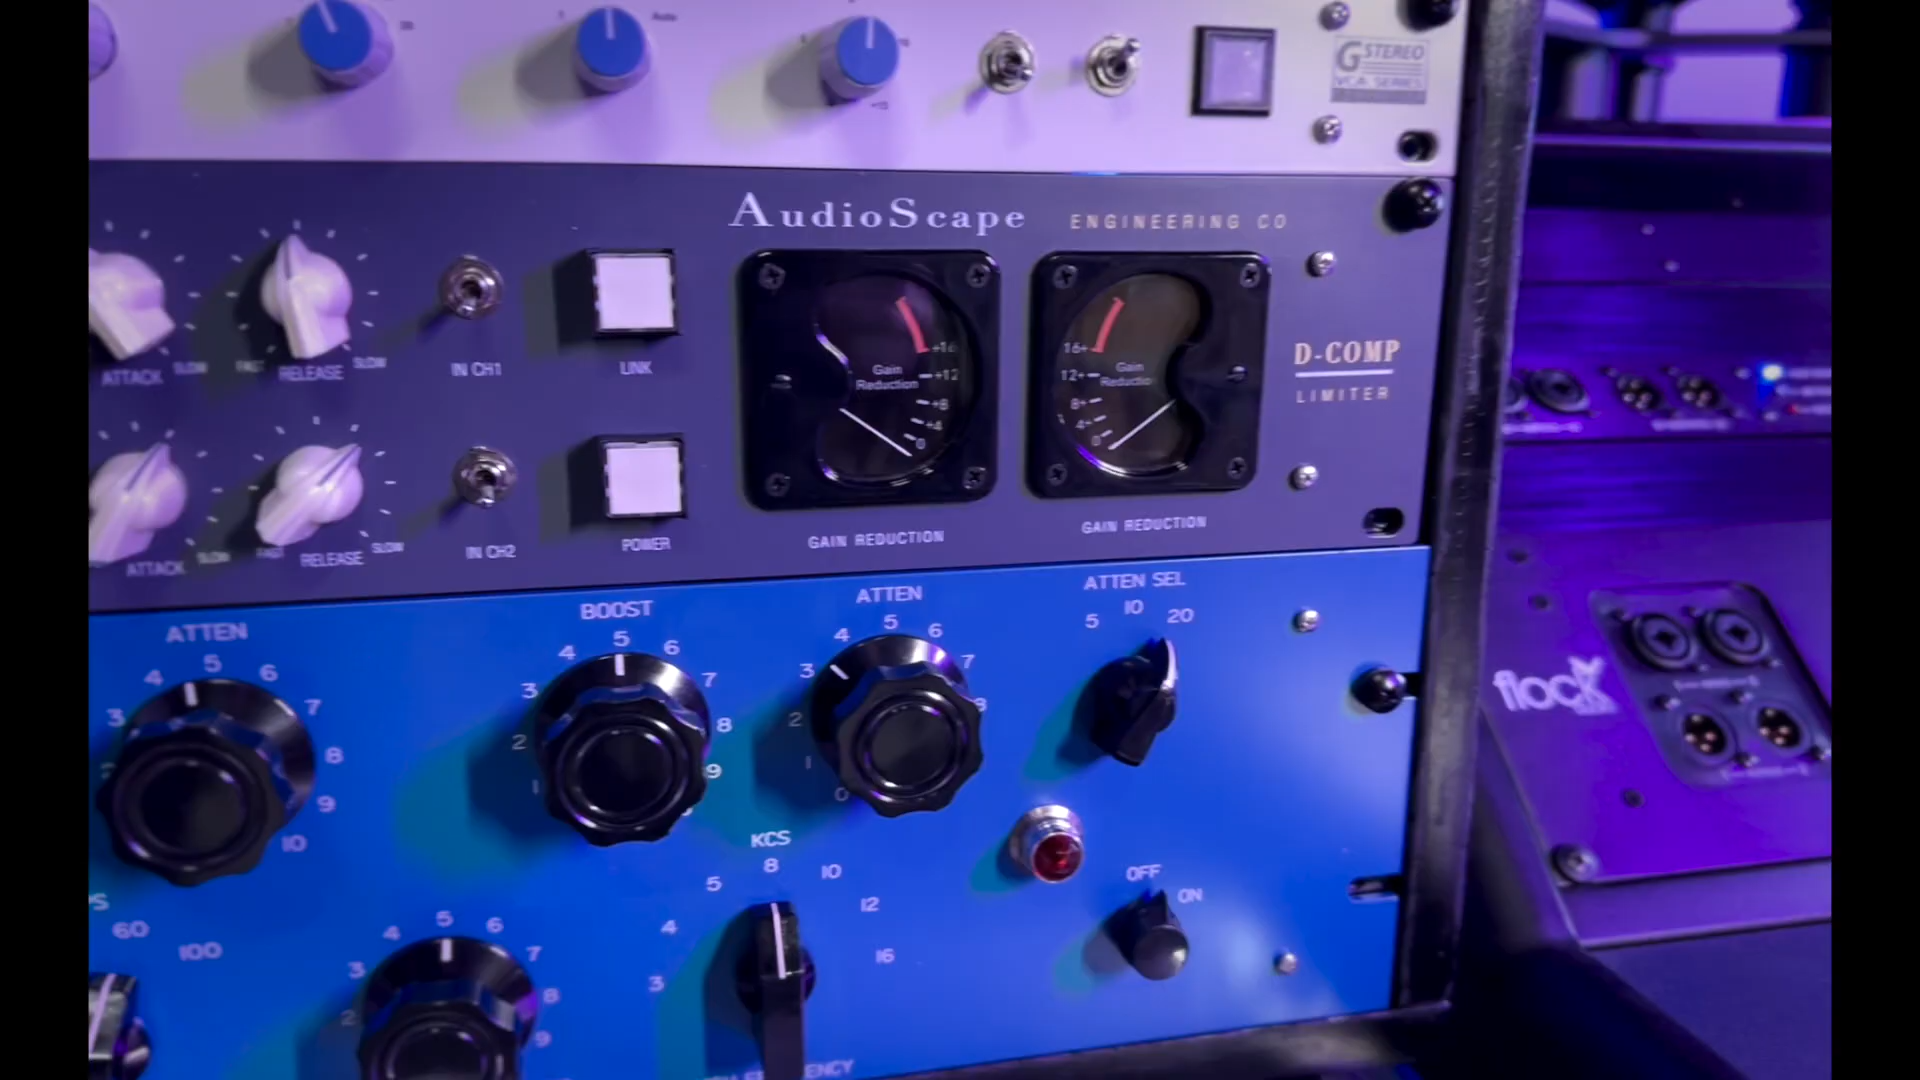 Auto
G STEREO
VCA SERIES
AudioScape ENGINEERING CO
ATTACK SLOW FAST RELEASE SLOW IN CH1 LINK
Gain
Reduction
+16
+12
+8
+4
0
Gain
16+
12+
8+
4+
0
D-COMP
LIMITER
ATTACK SLOW FAST RELEASE SLOW IN CH2 POWER
GAIN REDUCTION GAIN REDUCTION
ATTEN
3 4 5 6 7 8 9 10
BOOST
1 2 3 4 5 6 7 8 9
ATTEN
0 1 2 3 4 5 6 7 8
ATTEN SEL
5 10 20
flock
60 100
2 3 4 5 6 7 8 9
KCS
3 4 5 8 10 12 16
OFF
ON